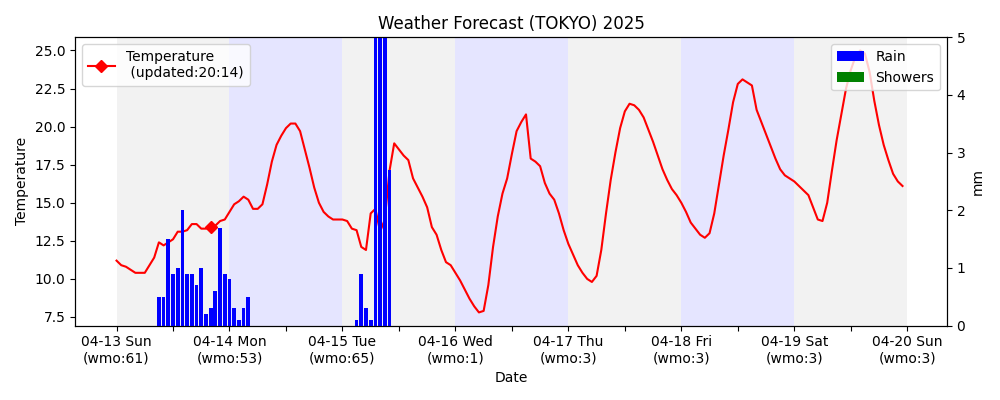 Weather Forecast (TOKYO) 2025
Temperature
(updated:20:14)
Rain
Showers
25.0
22.5
20.0
17.5
15.0
12.5
10.0
7.5
Temperature
5
4
3
2
1
0
mm
04-13 Sun
(wmo:61)
04-14 Mon
(wmo:53)
04-15 Tue
(wmo:65)
04-16 Wed
(wmo:1)
04-17 Thu
(wmo:3)
04-18 Fri
(wmo:3)
04-19 Sat
(wmo:3)
04-20 Sun
(wmo:3)
Date